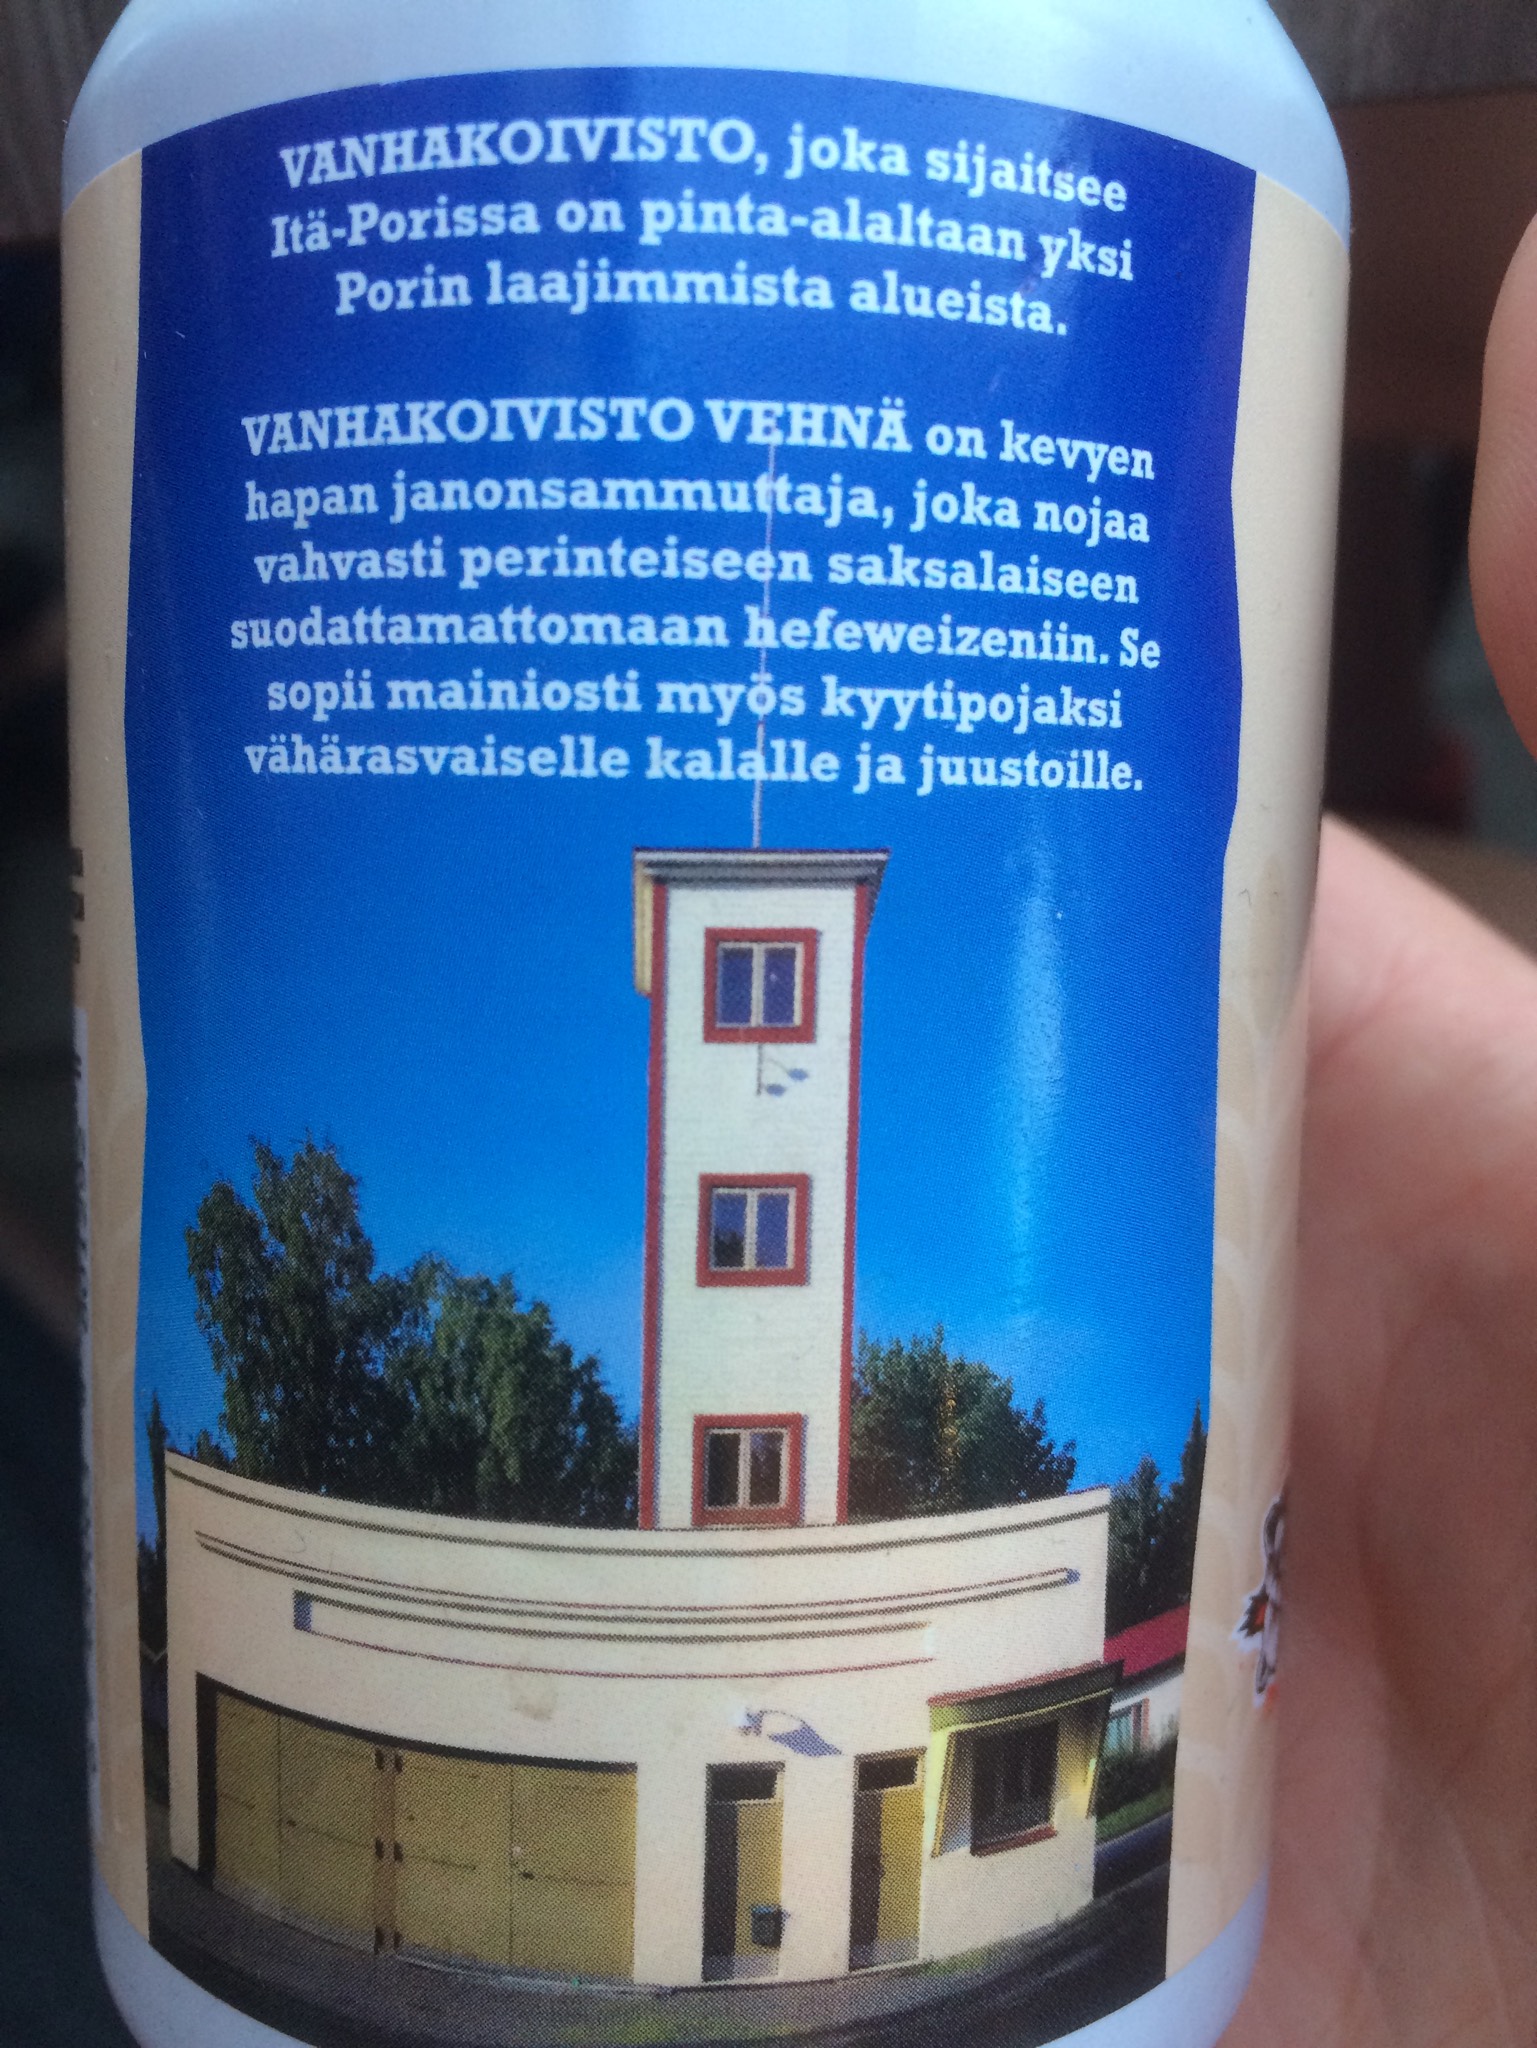 VANHAKOIVISTO, joka sijaitsee
Itä-Porissa on pinta-alaltaan yksi
Porin laajimmista alueista.
VANHAKOIVISTO VEHNÄ on kevyen
hapan janonsammuttaja, joka nojaa
vahvasti perinteiseen saksalaiseen
suodattamattomaan hefeweizeniin. Se
sopii mainiosti myös kyytipojaksi
vähärasvaiselle kalalle ja juustoille.